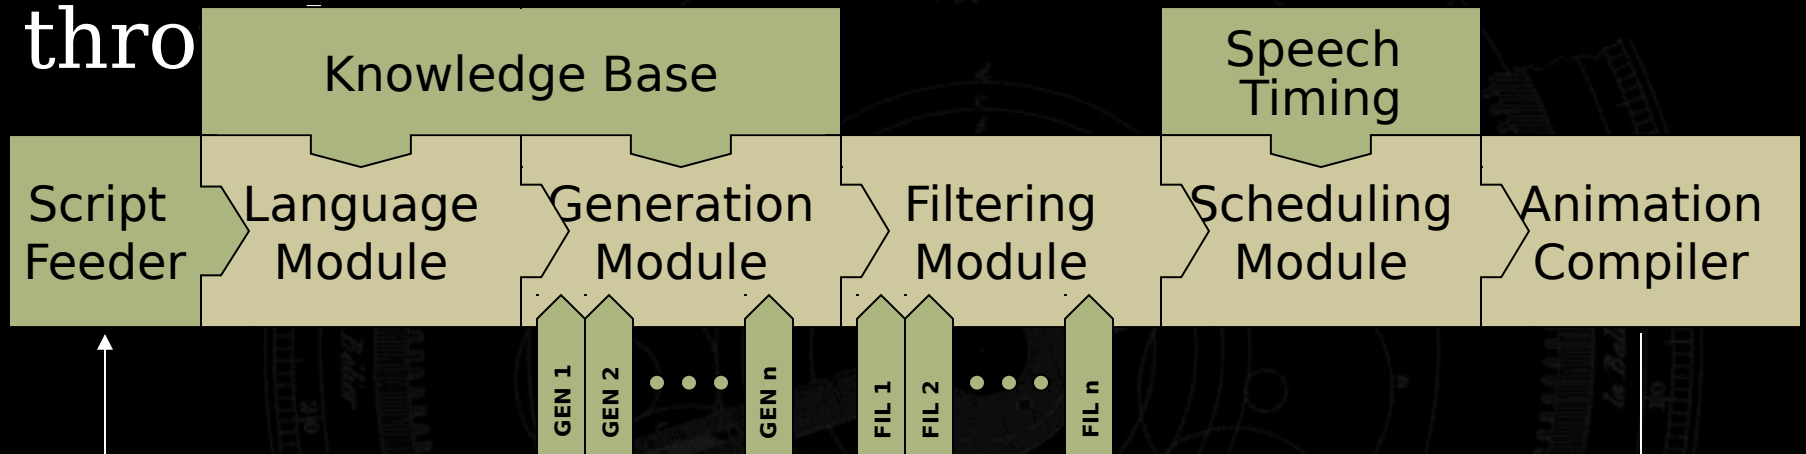 thro
Knowledge Base
Speech
Timing
Script
Feeder
Language
Module
Generation
Module
Filtering
Module
Scheduling
Module
Animation
Compiler
GEN 1
GEN 2
GEN n
FIL 1
FIL 2
FIL n